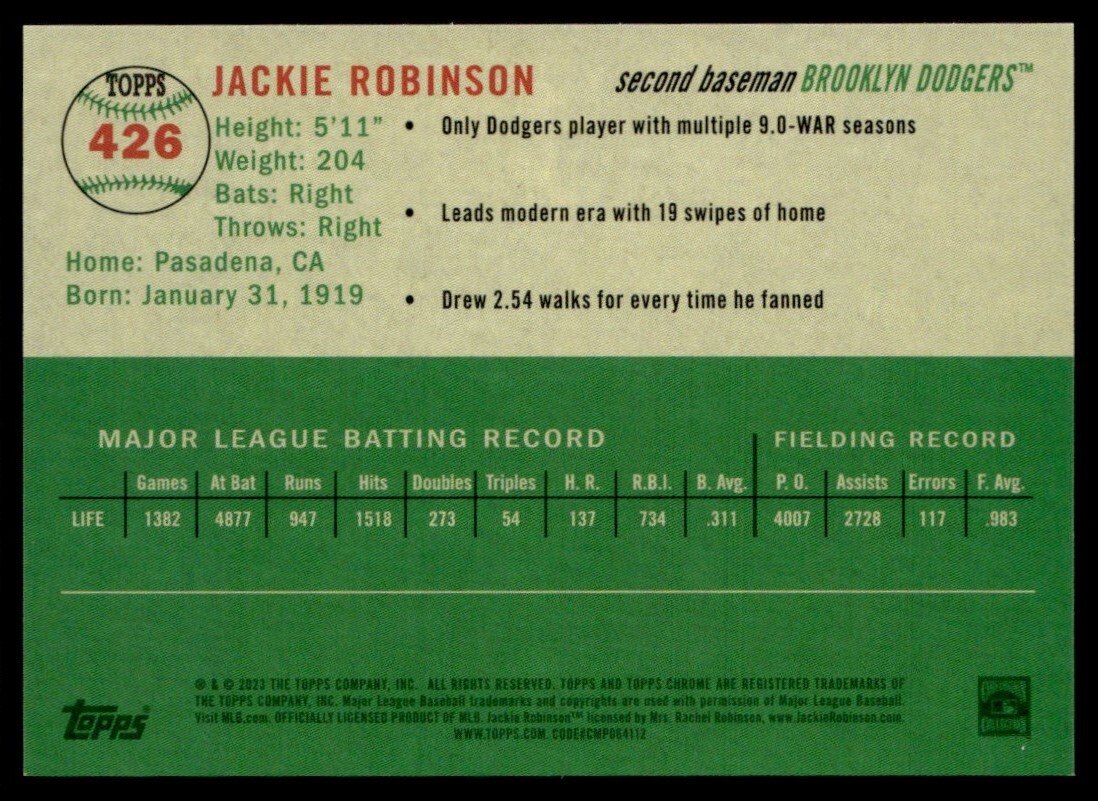 TOPPS
426
JACKIE ROBINSON
second baseman BROOKLYN DODGERS™
Height: 5'11”
Weight: 204
Bats: Right
Throws: Right
Home: Pasadena, CA
Born: January 31, 1919
• Only Dodgers player with multiple 9.0-WAR seasons
• Leads modern era with 19 swipes of home
• Drew 2.54 walks for every time he fanned
MAJOR LEAGUE BATTING RECORD FIELDING RECORD
Games At Bat Runs Hits Doubles Triples H. R. R.B.I. B. Avg. P. O. Assists Errors F. Avg.
LIFE 1382 4877 947 1518 273 54 137 734 .311 4007 2728 117 .983
® & © 2023 THE TOPPS COMPANY, INC. ALL RIGHTS RESERVED. TOPPS AND TOPPS CHROME ARE REGISTERED TRADEMARKS OF
THE TOPPS COMPANY, INC. Major League Baseball trademarks and copyrights are used with permission of Major League Baseball.
Visit MLB.com. OFFICIALLY LICENSED PRODUCT OF MLB. Jackie Robinson™ licensed by Mrs. Rachel Robinson, www.JackieRobinson.com.
WWW.TOPPS.COM CODE#CMP084112
topps
COLLECTION